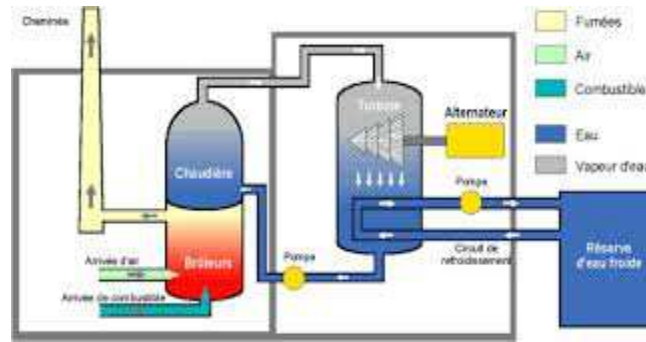 Cheminée
Fumées
Air
Combustible
Eau
Vapeur d'eau
Turbine
Alternateur
Chaudière
Pompe
Brûleurs
Pompe
Circuit de
refroidissement
Réserve
d'eau froide
Arrivée d'air
Arrivée de combustible